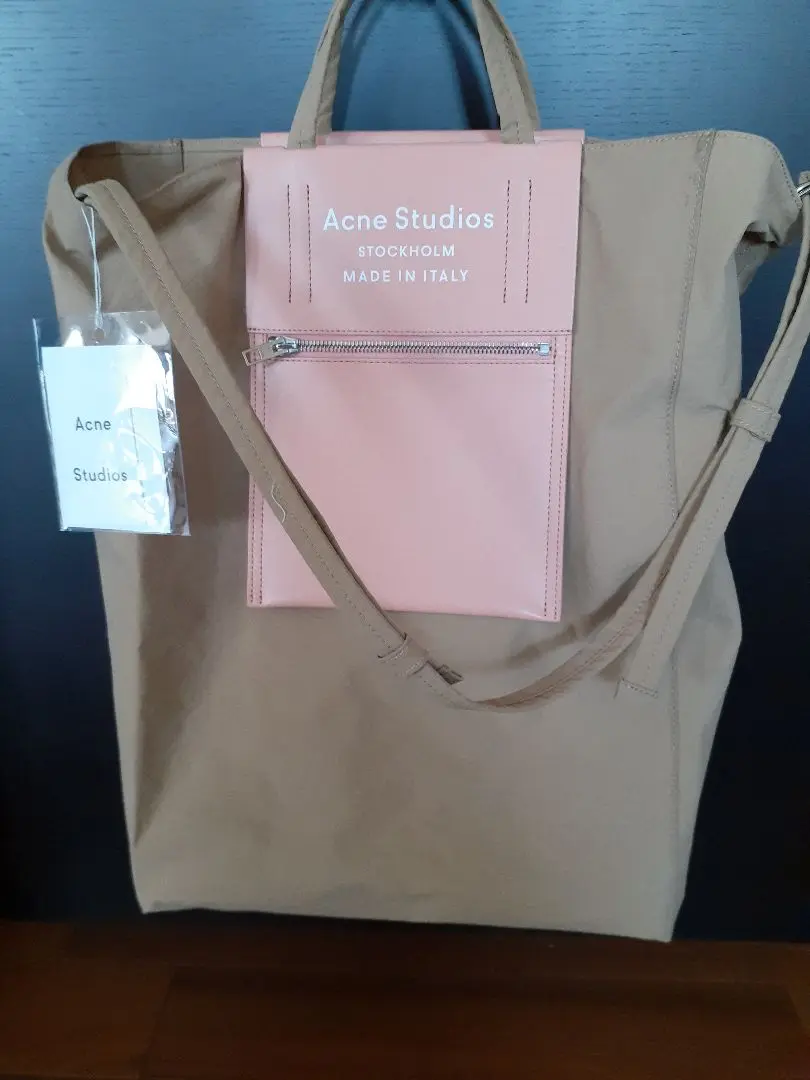 Acne Studios
STOCKHOLM
MADE IN ITALY
Acne
Studios